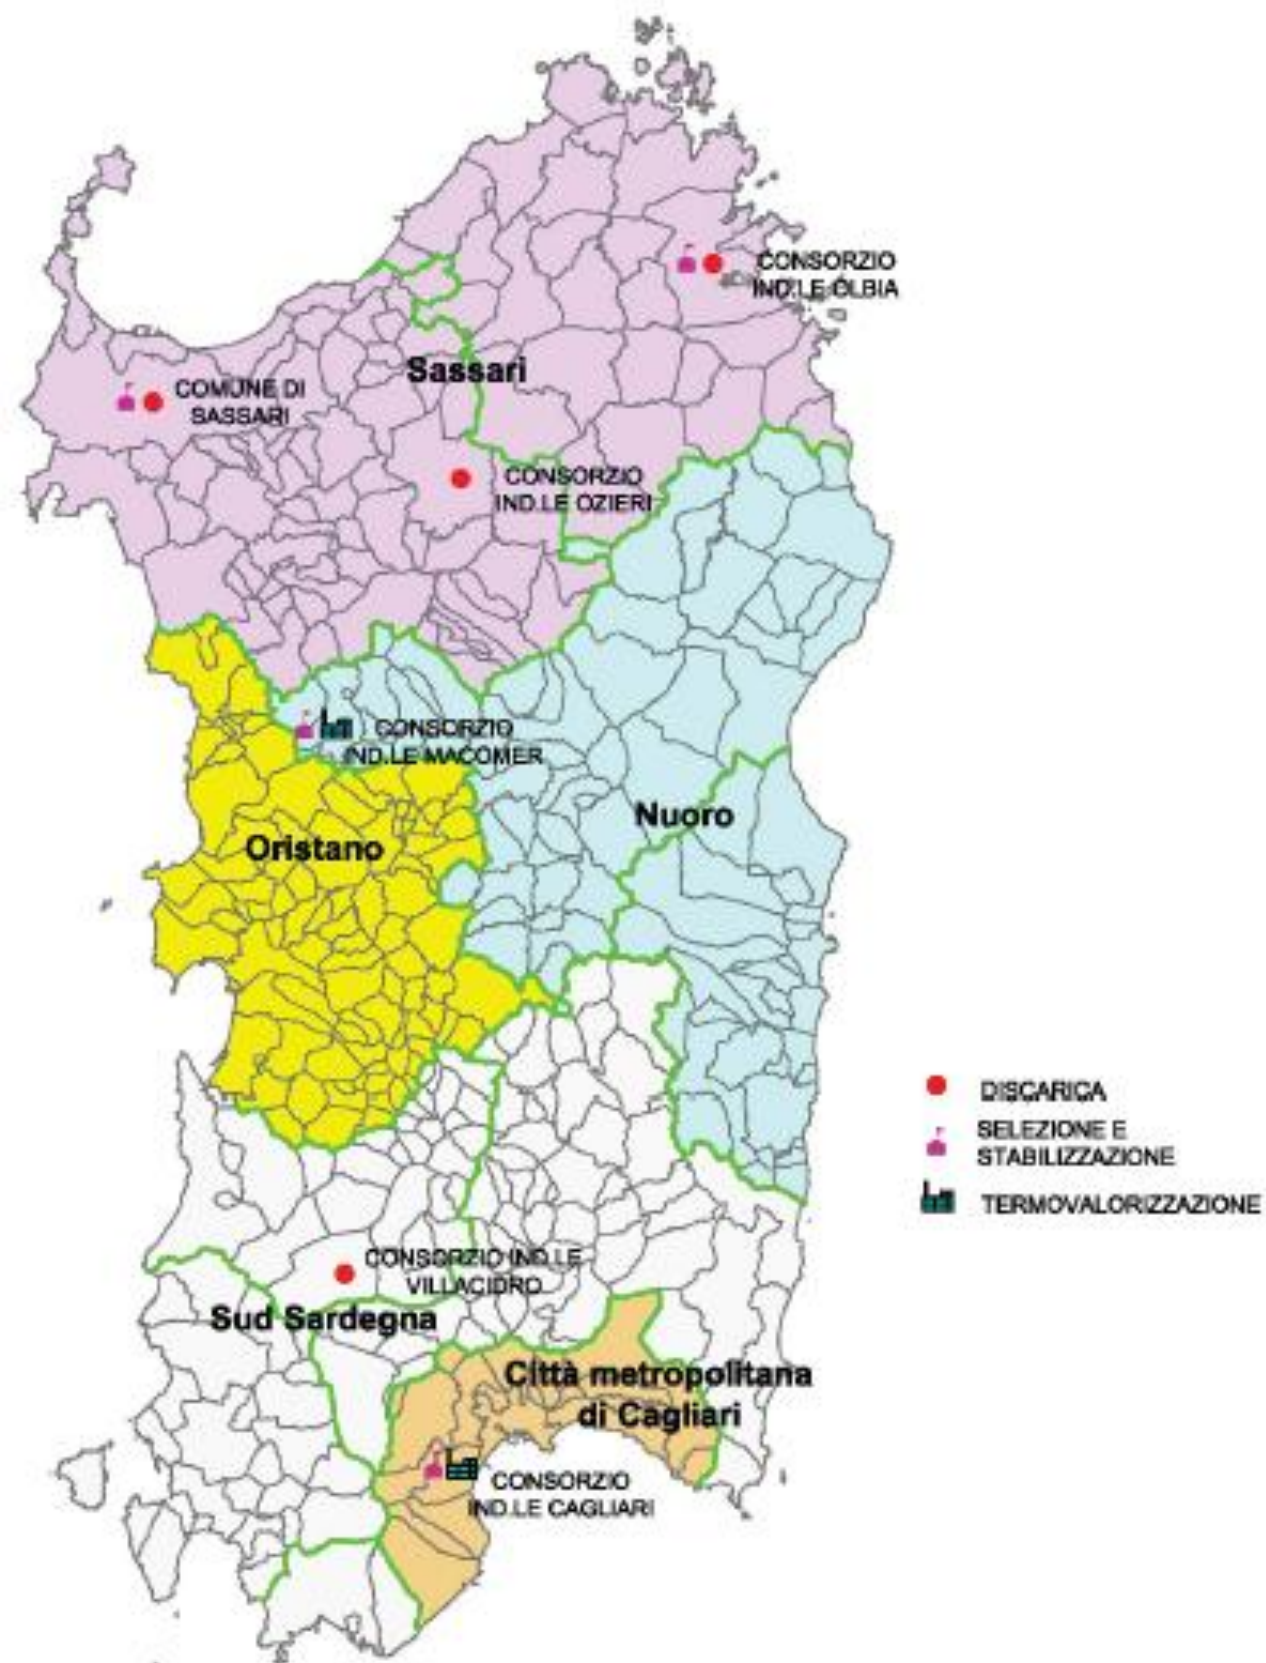 CONSORZIO
IND.LE OLBIA
Sassari
COMUNE DI
SASSARI
CONSORZIO
IND.LE OZIERI
CONSORZIO
IND.LE MACOMER
Nuoro
Oristano
DISCARICA
SELEZIONE E
STABILIZZAZIONE
TERMOVALORIZZAZIONE
CONSORZIO IND.LE
VILLACIDRO
Sud Sardegna
Città metropolitana
di Cagliari
CONSORZIO
IND.LE CAGLIARI